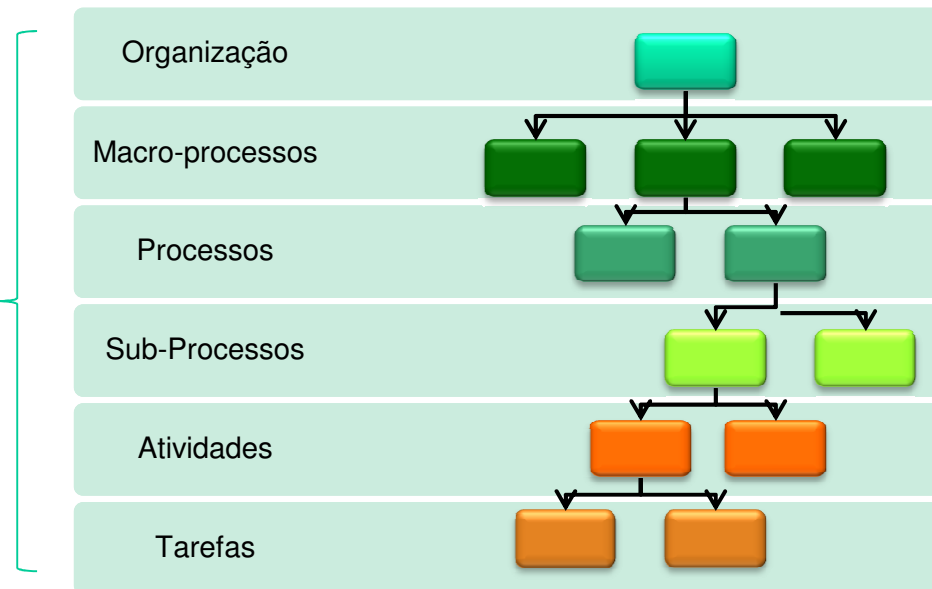 Organização
Macro-processos
Processos
Sub-Processos
Atividades
Tarefas